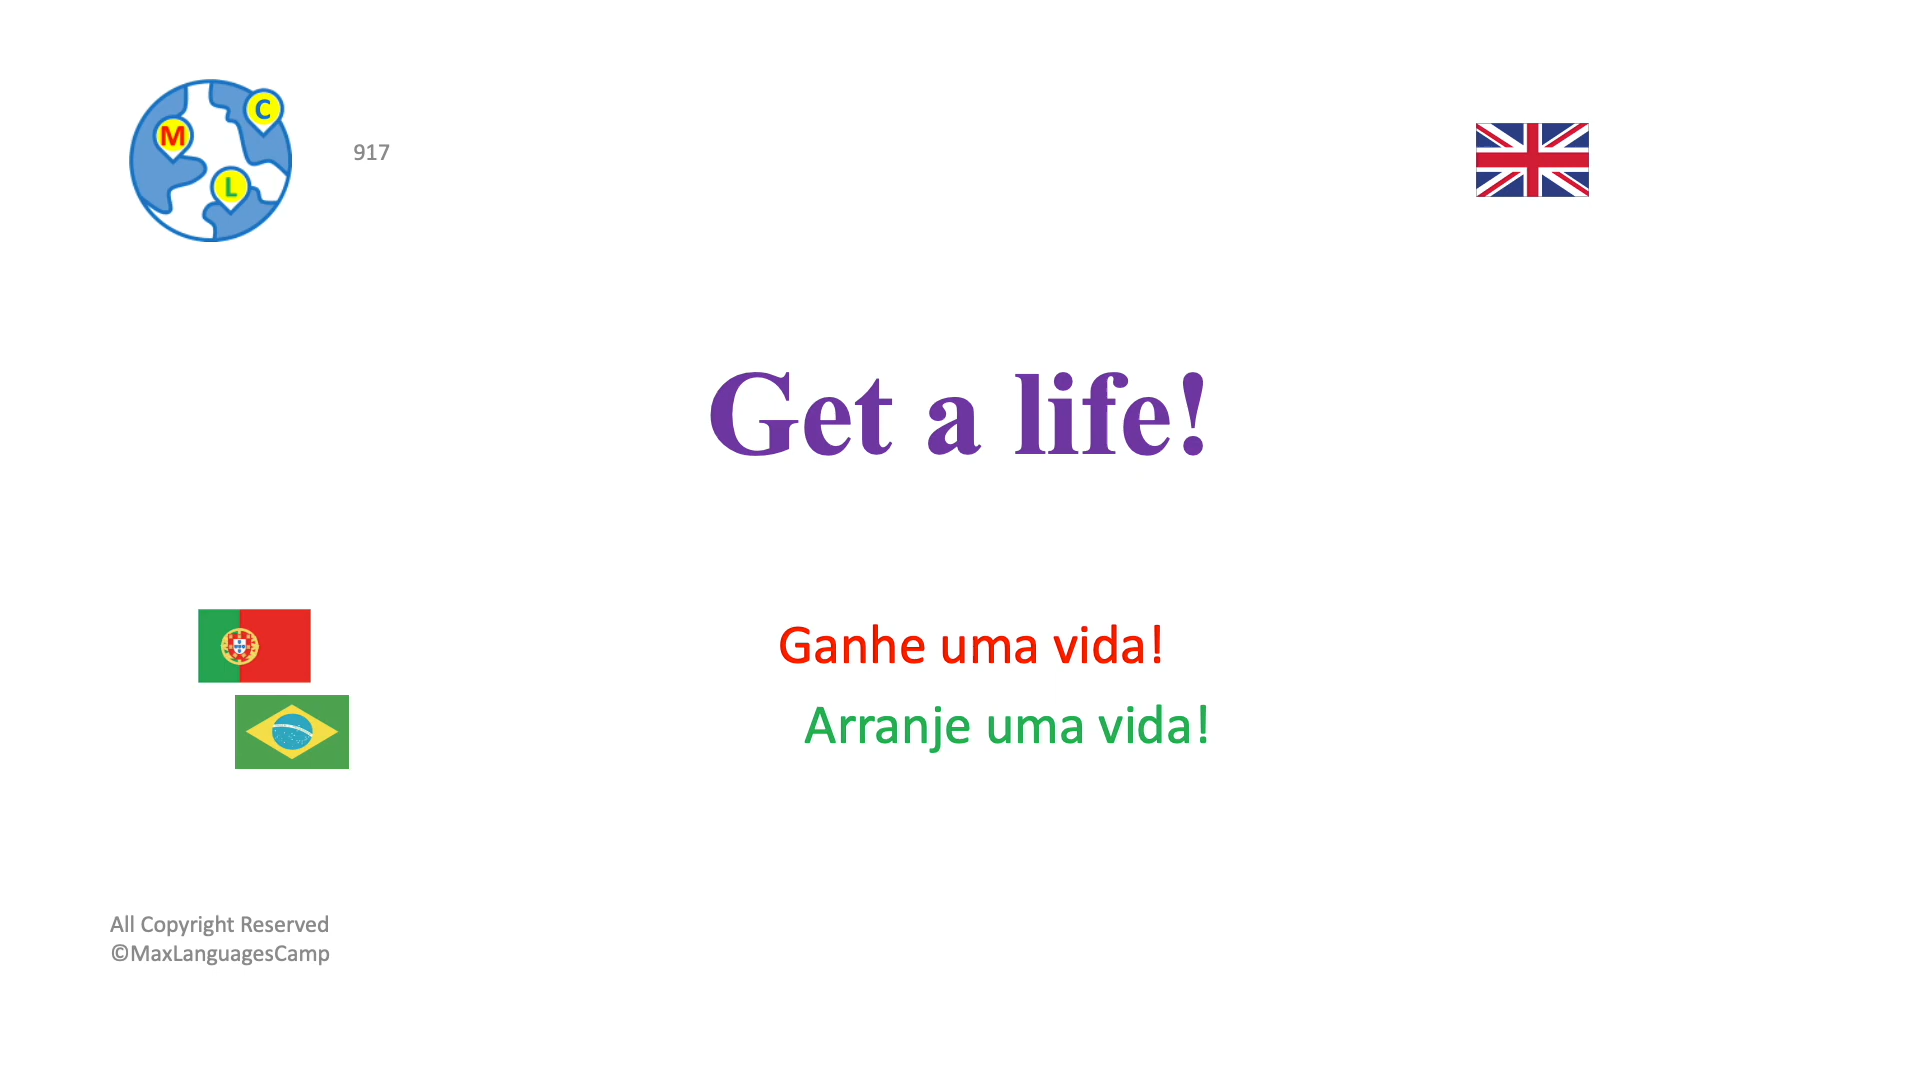 M
C
L
917
Get a life!
Ganhe uma vida!
Arranje uma vida!
All Copyright Reserved
©MaxLanguagesCamp